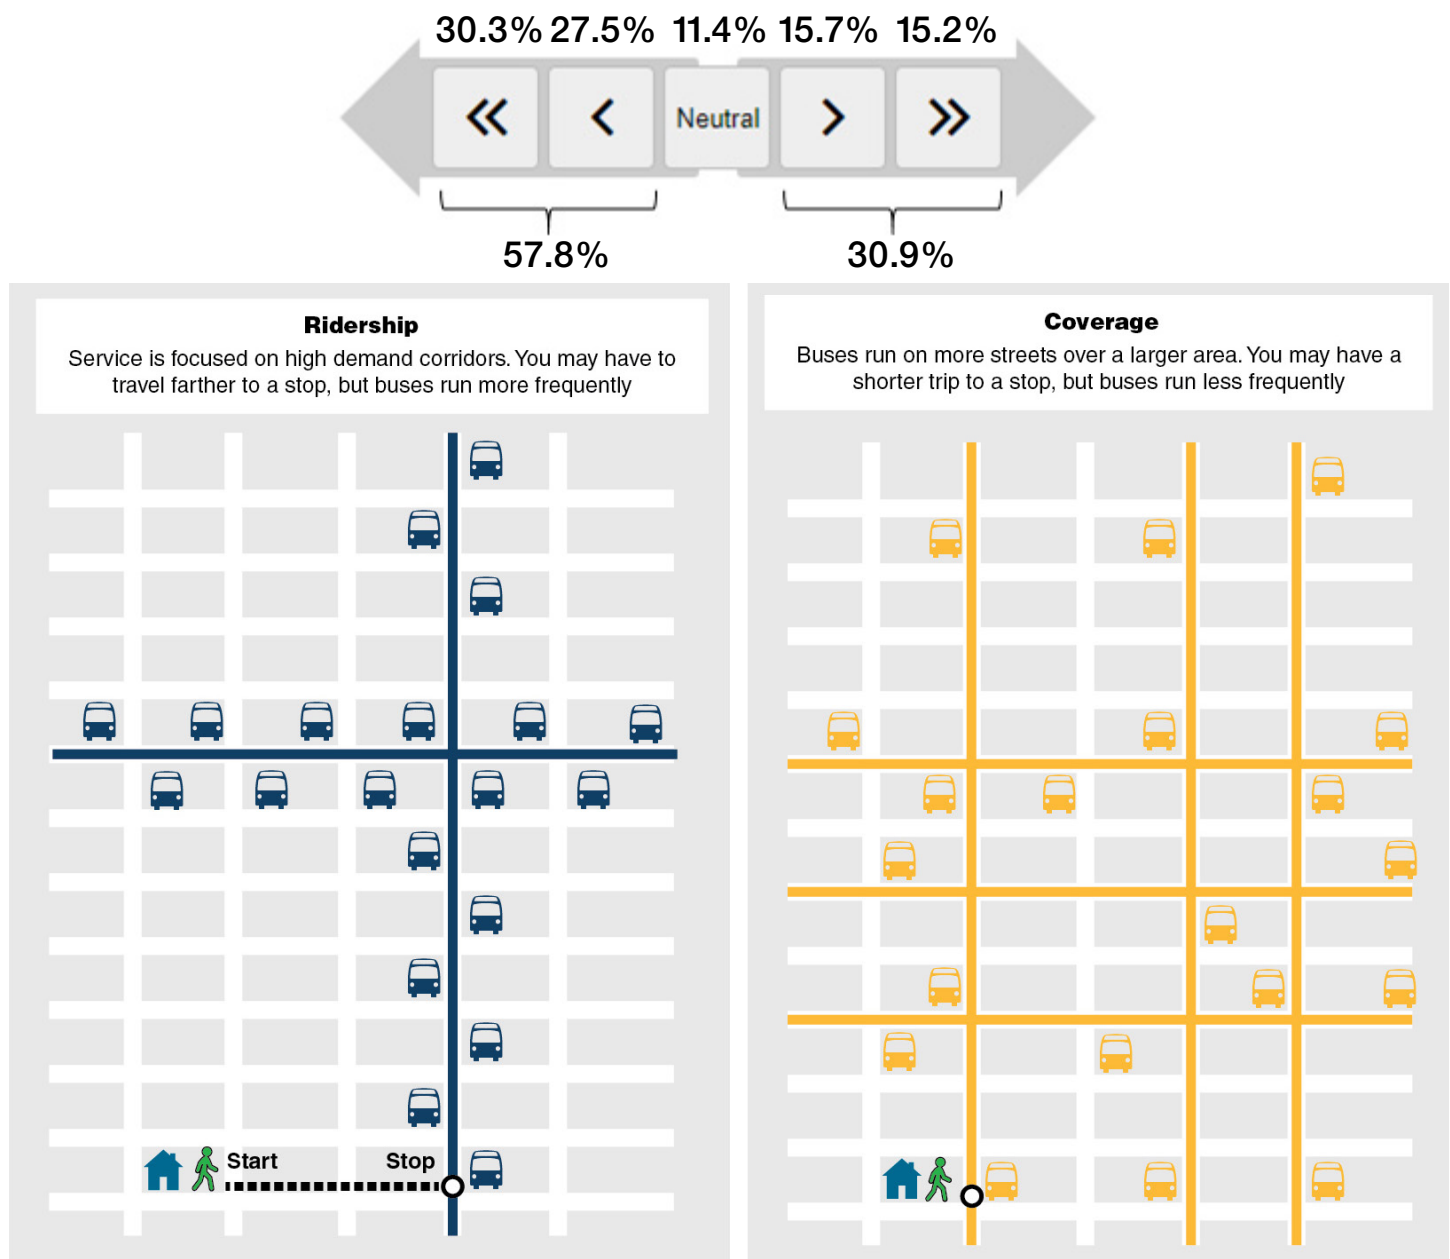 30.3% 27.5% 11.4% 15.7% 15.2%
Neutral
57.8% 30.9%
Ridership
Service is focused on high demand corridors. You may have to
travel farther to a stop, but buses run more frequently
Start Stop
Coverage
Buses run on more streets over a larger area. You may have a
shorter trip to a stop, but buses run less frequently